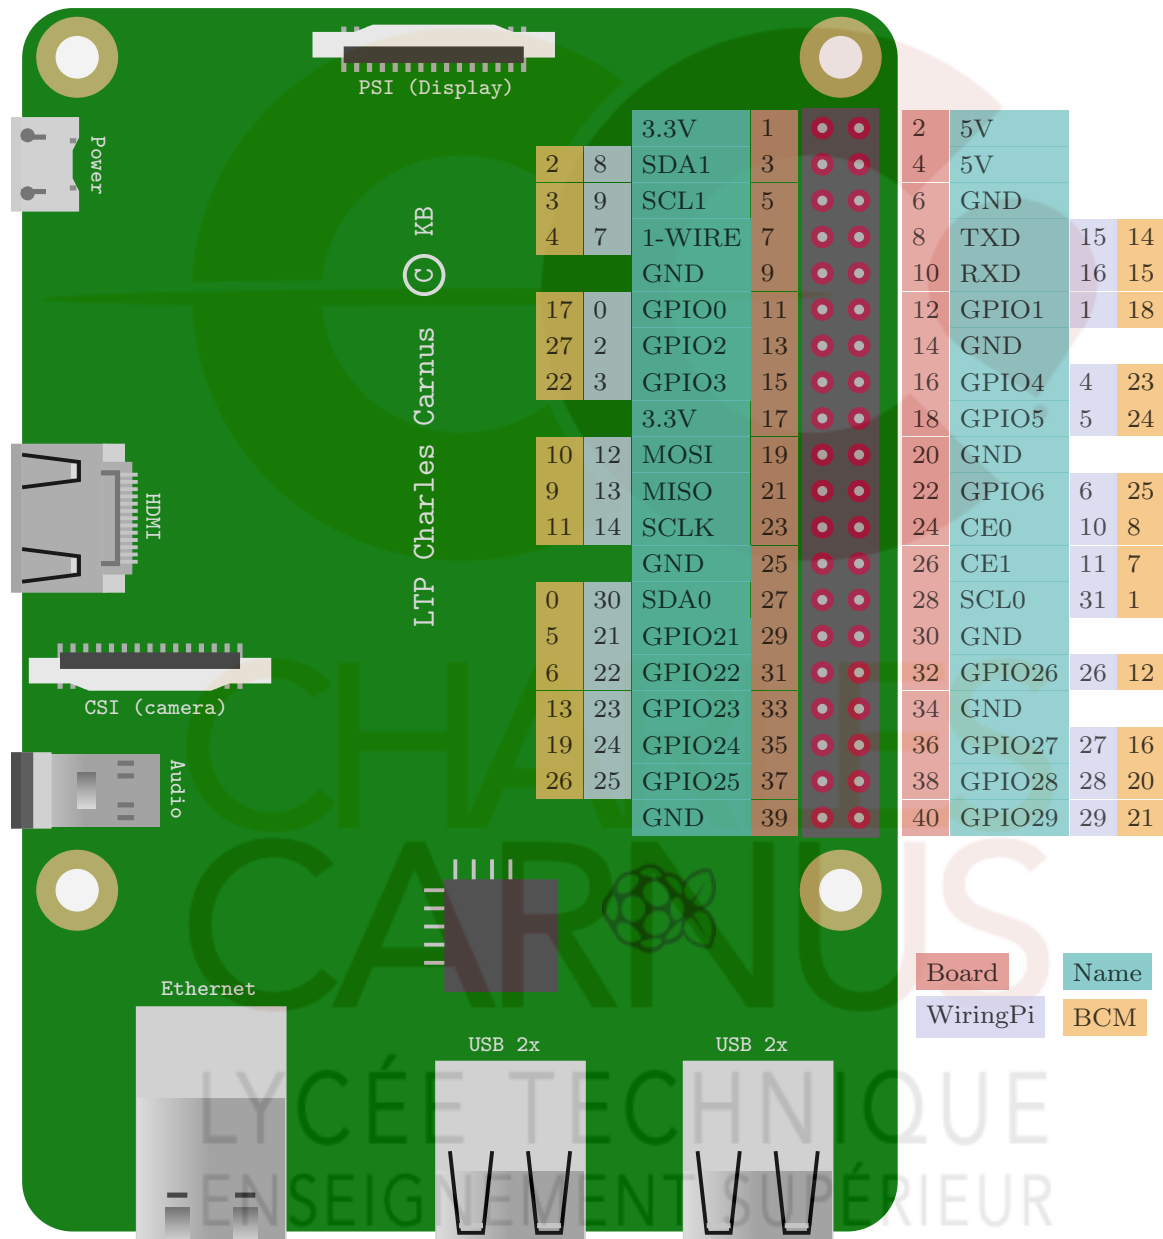 PSI (Display)
Power
3.3V 1 2 5V
2 8 SDA1 3 4 5V
3 9 SCL1 5 6 GND
4 7 1-WIRE 7 8 TXD 15 14
GND 9 10 RXD 16 15
17 0 GPIO0 11 12 GPIO1 1 18
27 2 GPIO2 13 14 GND
22 3 GPIO3 15 16 GPIO4 4 23
3.3V 17 18 GPIO5 5 24
10 12 MOSI 19 20 GND
9 13 MISO 21 22 GPIO6 6 25
11 14 SCLK 23 24 CE0 10 8
GND 25 26 CE1 11 7
0 30 SDA0 27 28 SCL0 31 1
5 21 GPIO21 29 30 GND
6 22 GPIO22 31 32 GPIO26 26 12
13 23 GPIO23 33 34 GND
19 24 GPIO24 35 36 GPIO27 27 16
26 25 GPIO25 37 38 GPIO28 28 20
GND 39 40 GPIO29 29 21
LTP Charles Carnus © KB
HDMI
CSI (camera)
Audio
CHARLES
CARNUS
Board Name
WiringPi BCM
Ethernet
USB 2x
USB 2x
LYCÉE TECHNIQUE
ENSEIGNEMENT SUPÉRIEUR